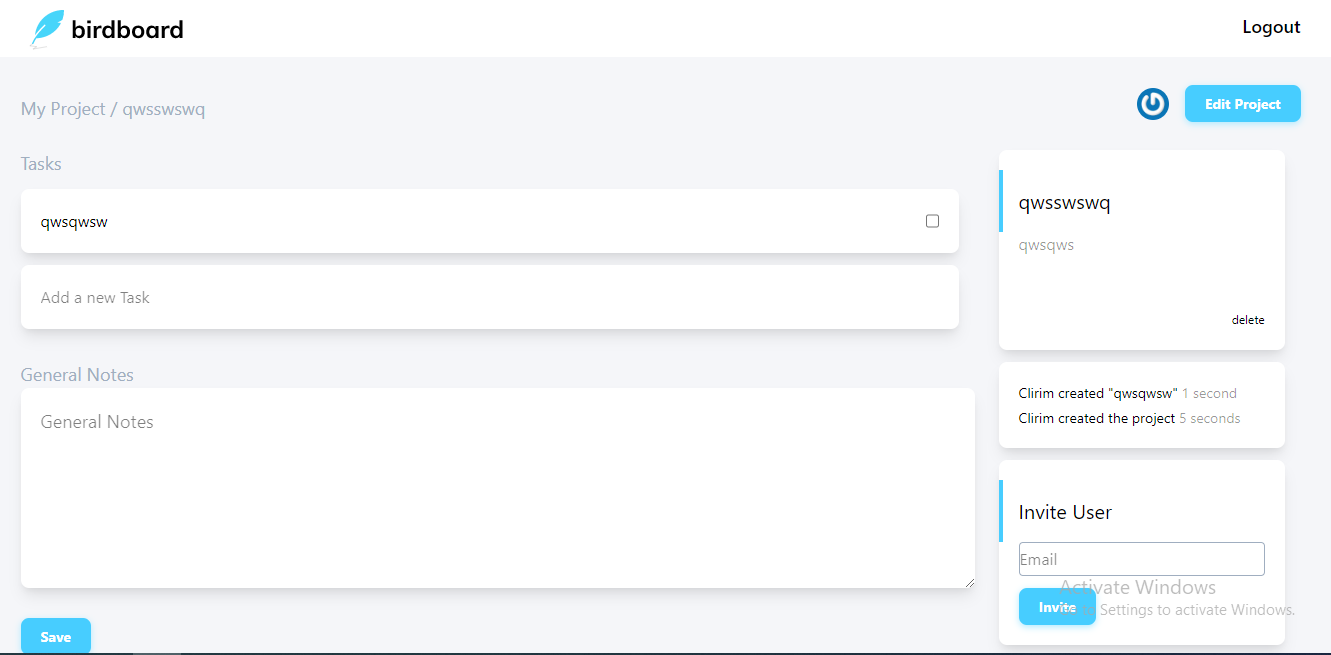 birdboard
Logout
My Project / qwsswswq
Edit Project
Tasks
qwsqwsw
Add a new Task
General Notes
General Notes
Save
qwsswswq
qwsqws
delete
Clirim created "qwsqwsw" 1 second
Clirim created the project 5 seconds
Invite User
Email
Activate Windows
Invite
Settings to activate Windows.